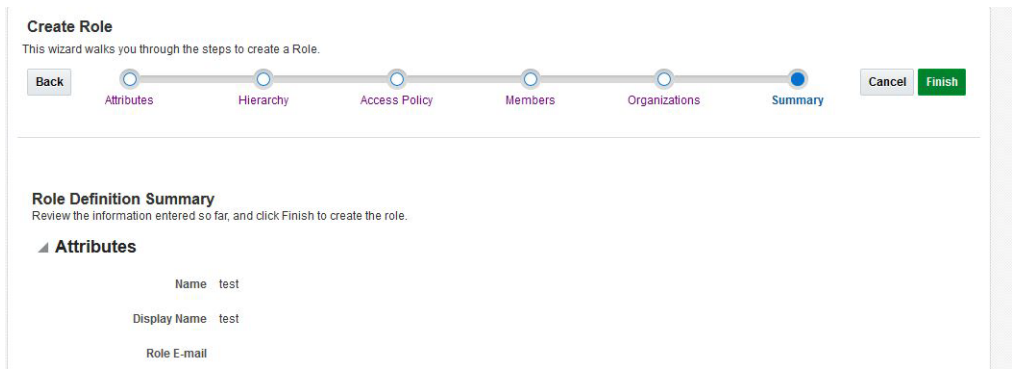 Create Role
This wizard walks you through the steps to create a Role.
Back
Attributes
Hierarchy
Access Policy
Members
Organizations
Summary
Cancel
Finish
Role Definition Summary
Review the information entered so far, and click Finish to create the role.
Attributes
Name test
Display Name test
Role E-mail